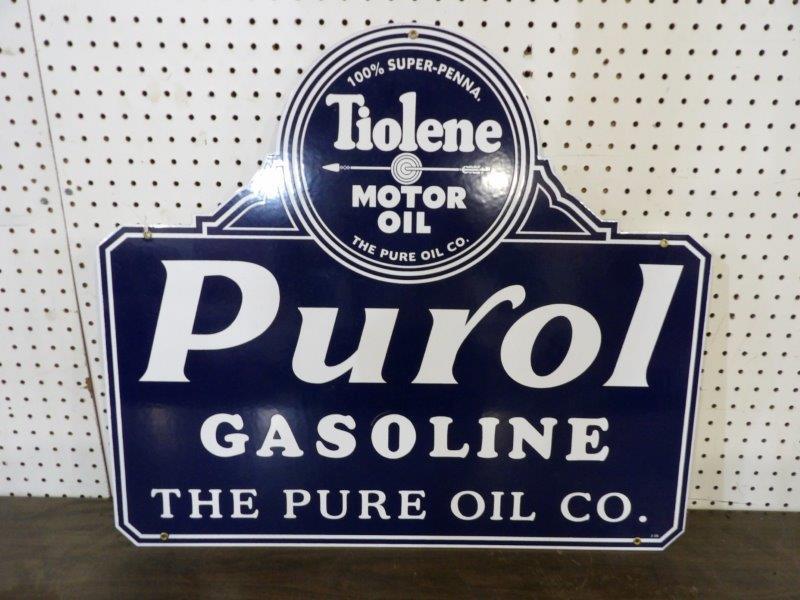 100% SUPER-PENNA.
Tiolene
MOTOR
OIL
THE PURE OIL CO.
Purol
GASOLINE
THE PURE OIL CO.